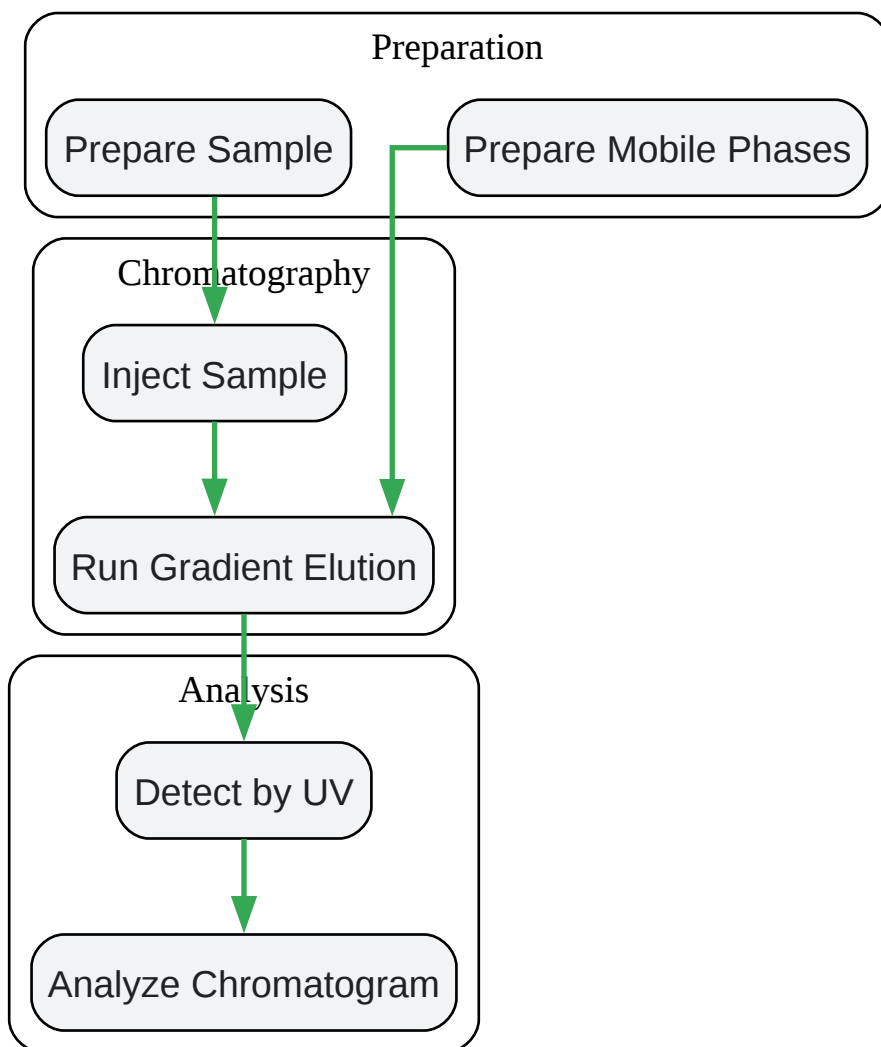 Preparation
Prepare Sample
Prepare Mobile Phases
Chromatography
Inject Sample
Run Gradient Elution
Analysis
Detect by UV
Analyze Chromatogram